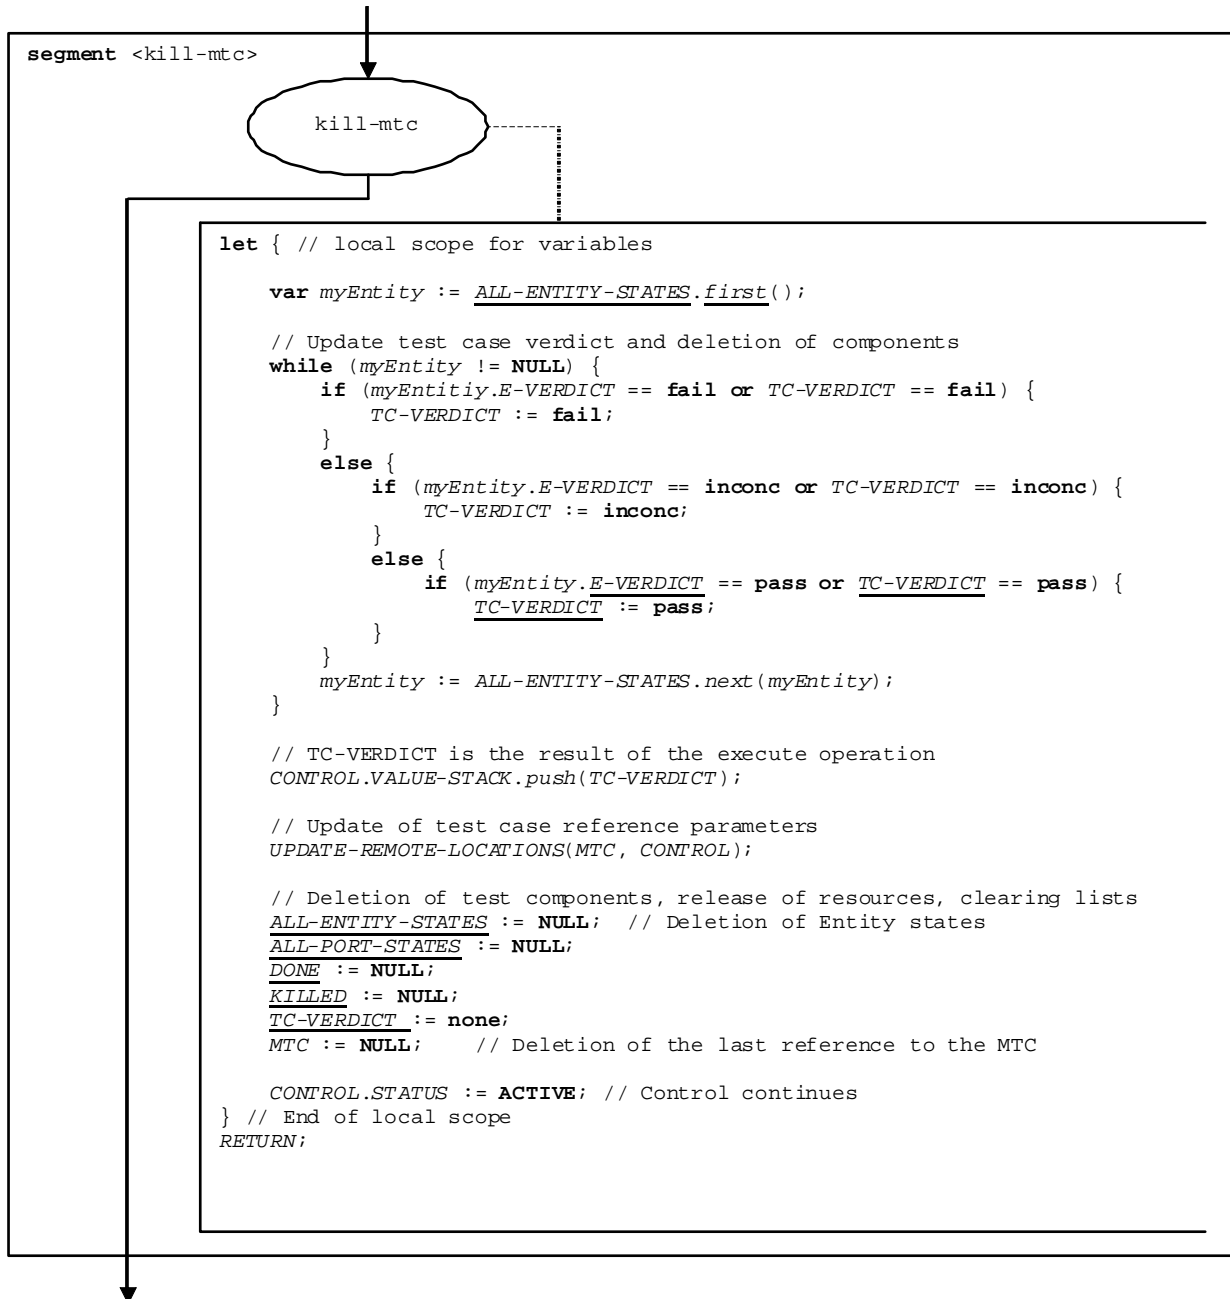 segment <kill-mtc>
kill-mtc
let { // local scope for variables
var myEntity := ALL-ENTITY-STATES.first();
// Update test case verdict and deletion of components
while (myEntity != NULL) {
if (myEntitiy.E-VERDICT == fail or TC-VERDICT == fail) {
TC-VERDICT := fail;
}
else {
if (myEntity.E-VERDICT == inconc or TC-VERDICT == inconc) {
TC-VERDICT := inconc;
}
else {
if (myEntity.E-VERDICT == pass or TC-VERDICT == pass) {
TC-VERDICT := pass;
}
}
myEntity := ALL-ENTITY-STATES.next(myEntity);
}
// TC-VERDICT is the result of the execute operation
CONTROL.VALUE-STACK.push(TC-VERDICT);
// Update of test case reference parameters
UPDATE-REMOTE-LOCATIONS(MTC, CONTROL);
// Deletion of test components, release of resources, clearing lists
ALL-ENTITY-STATES := NULL; // Deletion of Entity states
ALL-PORT-STATES := NULL;
DONE := NULL;
KILLED := NULL;
TC-VERDICT := none;
MTC := NULL; // Deletion of the last reference to the MTC
CONTROL.STATUS := ACTIVE; // Control continues
} // End of local scope
RETURN;